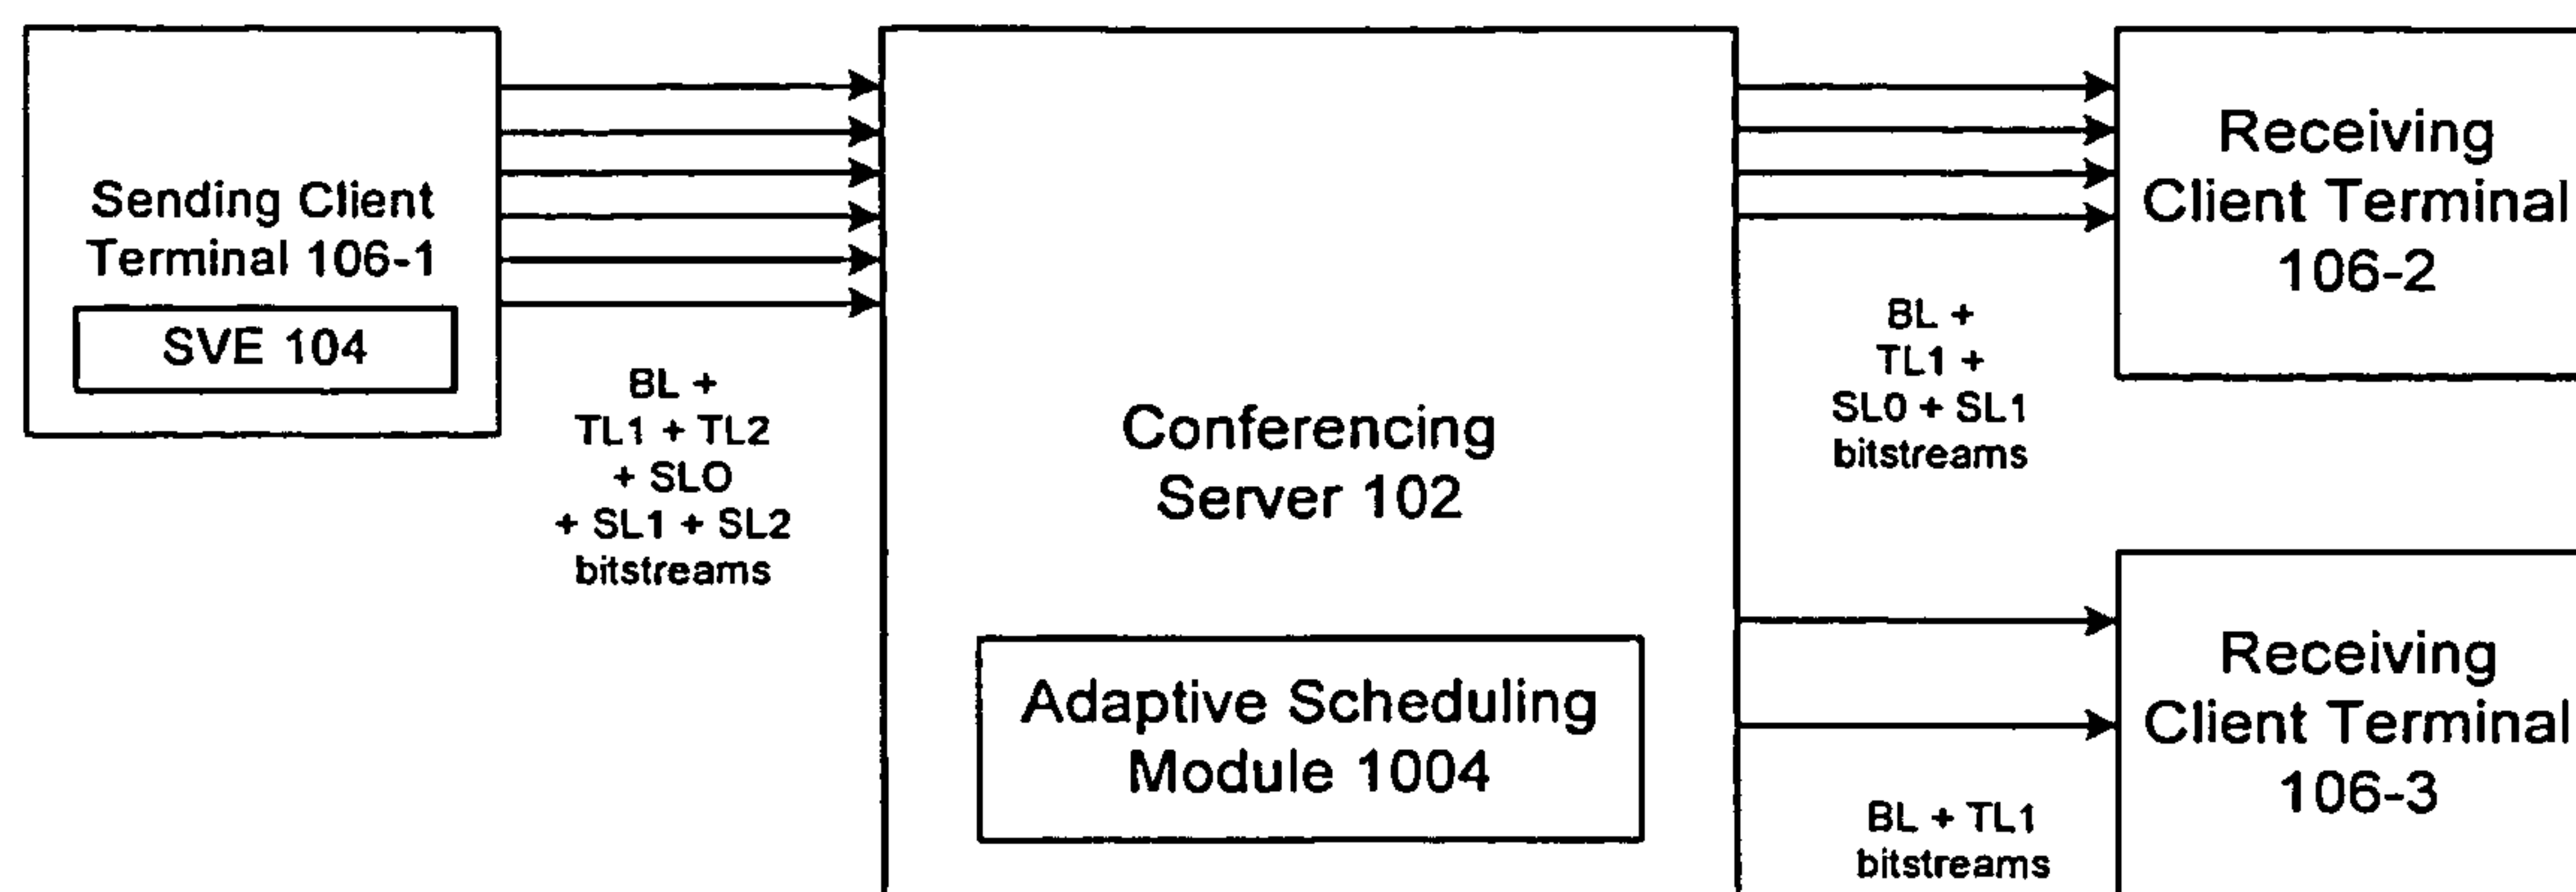 Sending Client
Terminal 106-1
SVE 104
BL +
TL1 + TL2
+ SLO
+ SL1 + SL2
bitstreams
Conferencing
Server 102
Adaptive Scheduling
Module 1004
Receiving
Client Terminal
106-2
BL +
TL1 +
SL0 + SL1
bitstreams
Receiving
Client Terminal
106-3
BL + TL1
bitstreams